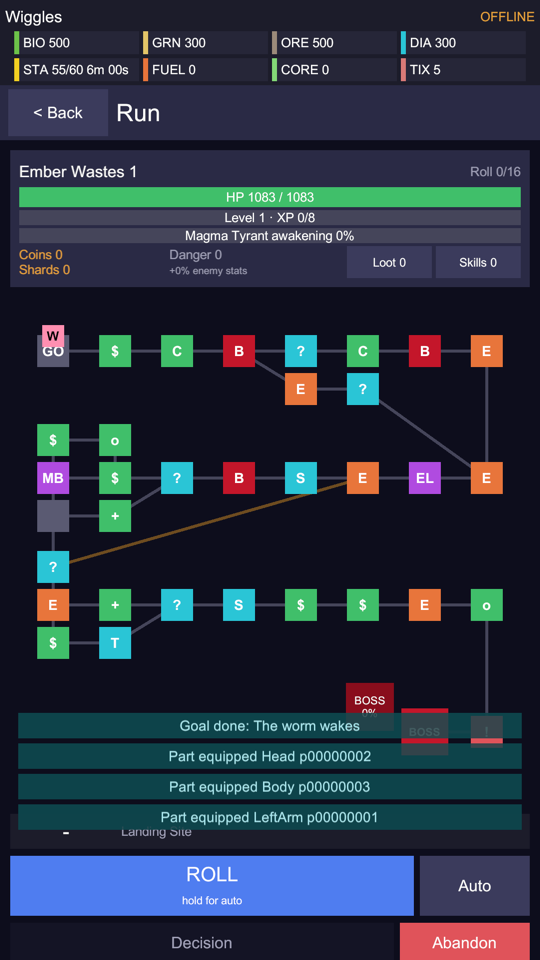 Wiggles OFFLINE
BIO 500 GRN 300 ORE 500 DIA 300
STA 55/60 6m 00s FUEL 0 CORE 0 TIX 5
< Back Run
Ember Wastes 1 Roll 0/16
HP 1083 / 1083
Level 1 · XP 0/8
Magma Tyrant awakening 0%
Coins 0 Danger 0 Loot 0 Skills 0
Shards 0 +0% enemy stats
W
GO $ C B ? C B E
E ?
$ o
MB $ ? B S E EL E
+
?
E + ? S $ $ E o
$ T
BOSS
0%
BOSS !
Goal done: The worm wakes
Part equipped Head p00000002
Part equipped Body p00000003
Part equipped LeftArm p00000001
- Landing Site
ROLL
hold for auto
Auto
Decision Abandon